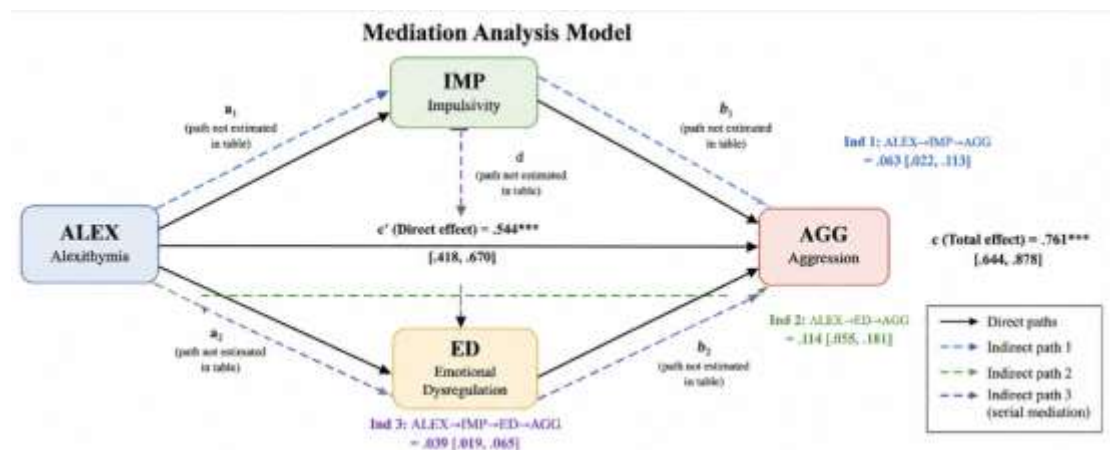 Mediation Analysis Model
IMP
Impulsivity
a₁
(path not estimated
in table)
b₁
(path not estimated
in table)
Ind 1: ALEX→IMP→AGG
= .063 [.022, .113]
d
(path not estimated
in table)
ALEX
Alexithymia
c' (Direct effect) = .544***
[.418, .670]
AGG
Aggression
c (Total effect) = .761***
[.644, .878]
a₂
(path not estimated
in table)
ED
Emotional
Dysregulation
b₂
(path not estimated
in table)
Ind 2: ALEX→ED→AGG
= .114 [.055, .181]
Ind 3: ALEX→IMP→ED→AGG
= .039 [.019, .065]
Direct paths
Indirect path 1
Indirect path 2
Indirect path 3
(serial mediation)